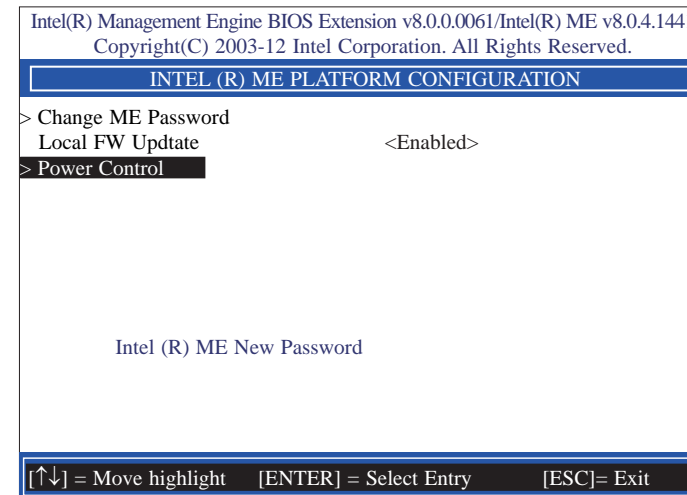 Intel(R) Management Engine BIOS Extension v8.0.0.0061/Intel(R) ME v8.0.4.144
Copyright(C) 2003-12 Intel Corporation. All Rights Reserved.
INTEL (R) ME PLATFORM CONFIGURATION
> Change ME Password
Local FW Updtate <Enabled>
> Power Control
Intel (R) ME New Password
[↑↓] = Move highlight [ENTER] = Select Entry [ESC]= Exit